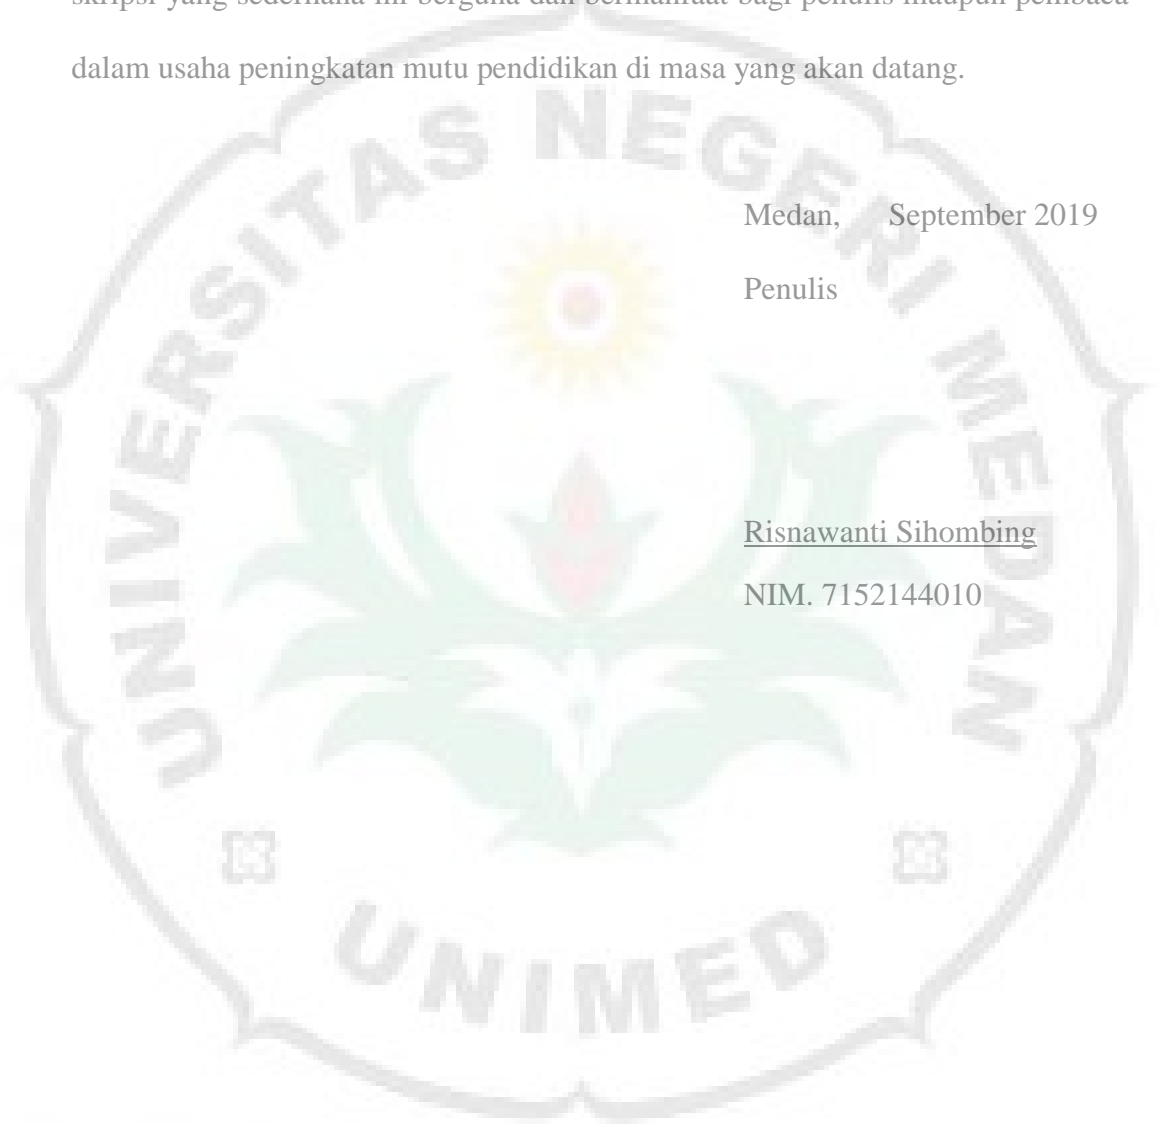 skripsi yang sederhana ini berguna dan bermanfaat bagi penulis maupun pembaca
dalam usaha peningkatan mutu pendidikan di masa yang akan datang.
UNIVERSITAS NEGERI MEDAN
Medan, September 2019
Penulis
Risnawanti Sihombing
NIM. 7152144010
UNIMED